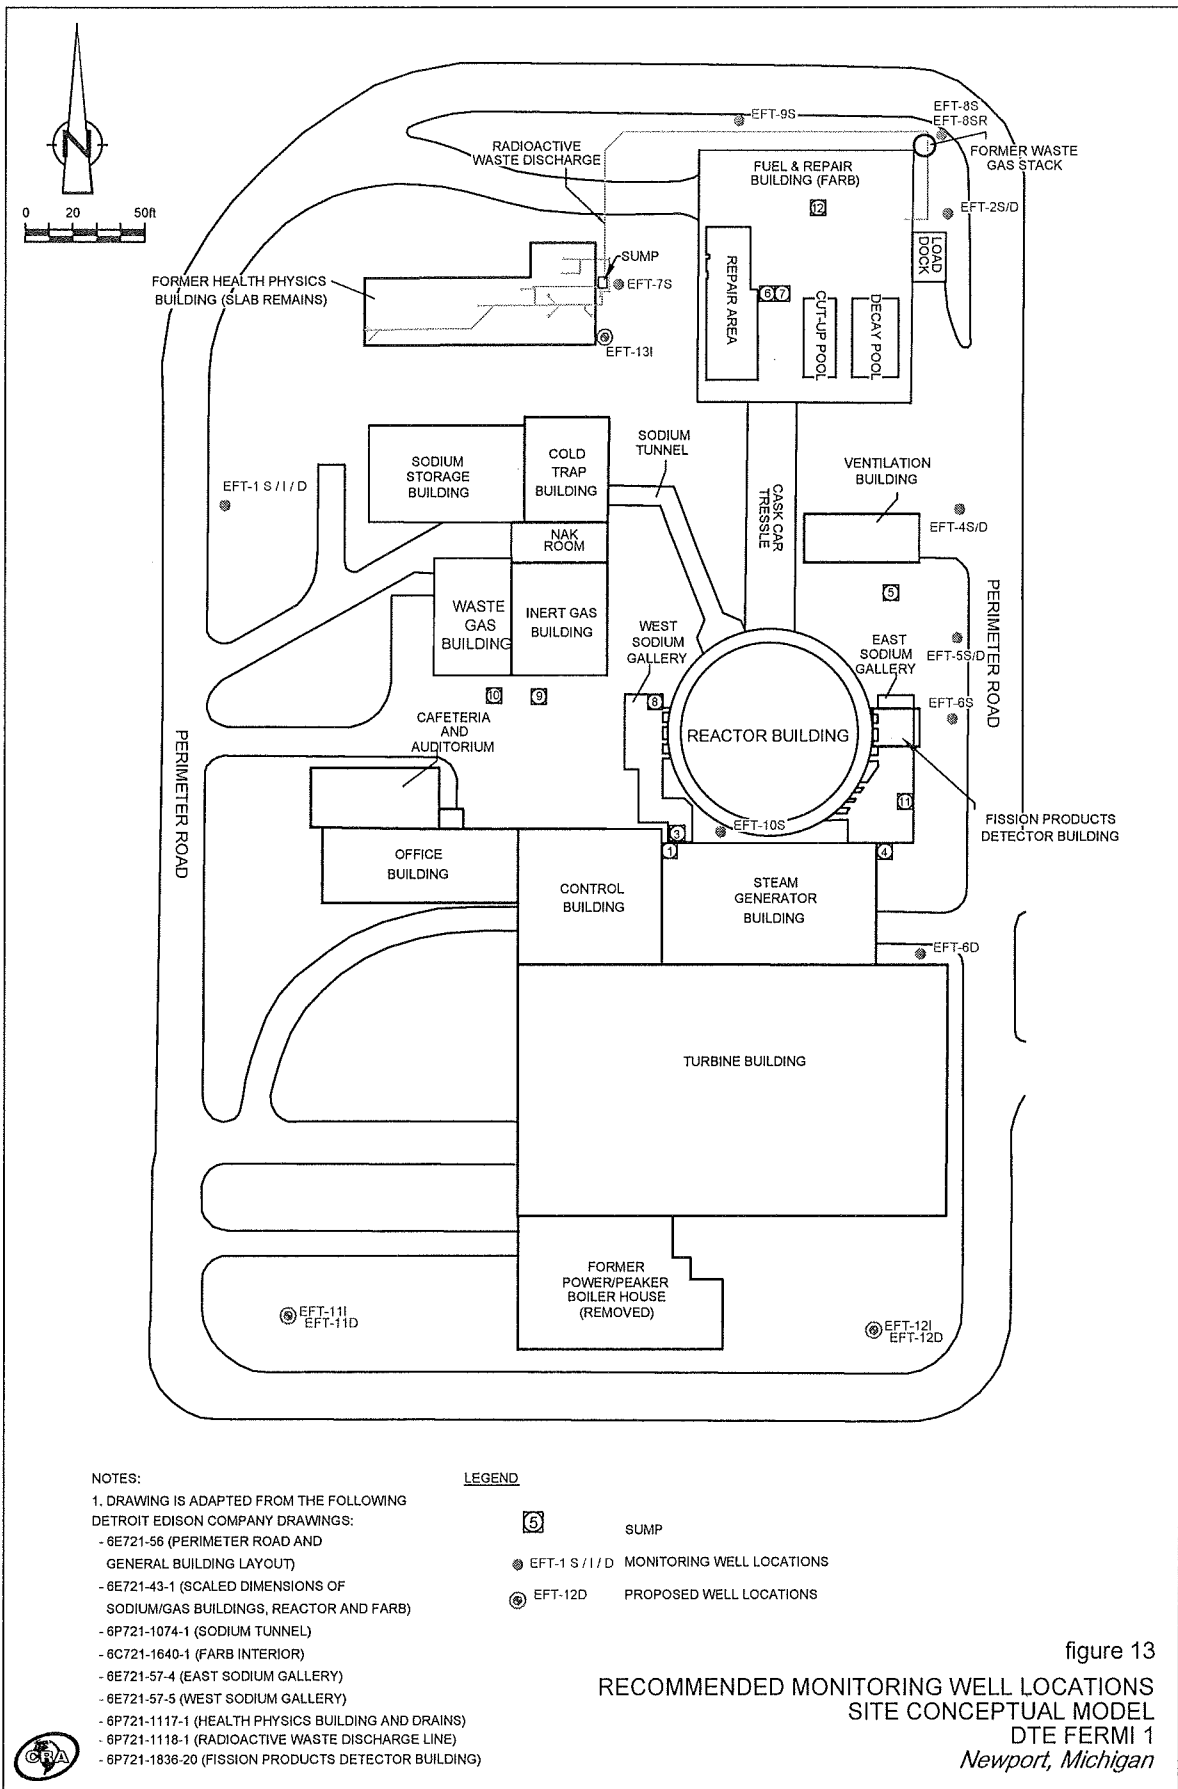 N
0 20 50ft
EFT-8S
EFT-8SR
EFT-9S
RADIOACTIVE
WASTE DISCHARGE
FORMER WASTE
GAS STACK
FUEL & REPAIR
BUILDING (FARB)
12
EFT-2S/D
LOAD
DOCK
SUMP
FORMER HEALTH PHYSICS
BUILDING (SLAB REMAINS)
EFT-7S
REPAIR AREA
6 7
CUT-UP POOL
DECAY POOL
EFT-13I
SODIUM
TUNNEL
COLD
TRAP
BUILDING
SODIUM
STORAGE
BUILDING
VENTILATION
BUILDING
EFT-1 S / I / D
CASK CAR
TRESSLE
EFT-4S/D
NAK
ROOM
5
WASTE
GAS
BUILDING
INERT GAS
BUILDING
WEST
SODIUM
GALLERY
EAST
SODIUM
GALLERY
EFT-5S/D
PERIMETER ROAD
10
9
8
EFT-6S
CAFETERIA
AND
AUDITORIUM
REACTOR BUILDING
PERIMETER ROAD
11
FISSION PRODUCTS
DETECTOR BUILDING
3
EFT-10S
1
4
OFFICE
BUILDING
CONTROL
BUILDING
STEAM
GENERATOR
BUILDING
EFT-6D
TURBINE BUILDING
FORMER
POWER/PEAKER
BOILER HOUSE
(REMOVED)
EFT-11I
EFT-11D
EFT-12I
EFT-12D
NOTES:
1. DRAWING IS ADAPTED FROM THE FOLLOWING
DETROIT EDISON COMPANY DRAWINGS:
- 6E721-56 (PERIMETER ROAD AND
GENERAL BUILDING LAYOUT)
- 6E721-43-1 (SCALED DIMENSIONS OF
SODIUM/GAS BUILDINGS, REACTOR AND FARB)
- 6P721-1074-1 (SODIUM TUNNEL)
- 6C721-1640-1 (FARB INTERIOR)
- 6E721-57-4 (EAST SODIUM GALLERY)
- 6E721-57-5 (WEST SODIUM GALLERY)
- 6P721-1117-1 (HEALTH PHYSICS BUILDING AND DRAINS)
- 6P721-1118-1 (RADIOACTIVE WASTE DISCHARGE LINE)
- 6P721-1836-20 (FISSION PRODUCTS DETECTOR BUILDING)
LEGEND
5 SUMP
EFT-1 S / I / D MONITORING WELL LOCATIONS
EFT-12D PROPOSED WELL LOCATIONS
CRA
figure 13
RECOMMENDED MONITORING WELL LOCATIONS
SITE CONCEPTUAL MODEL
DTE FERMI 1
Newport, Michigan